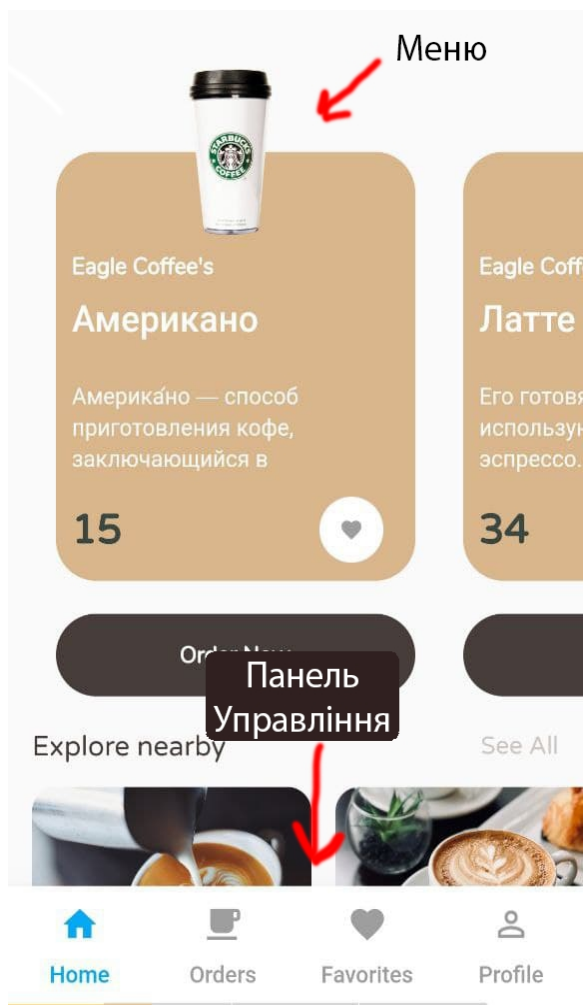 Меню
STARBUCKS
COFFEE
Eagle Coffee's
Американо
Америка́но — способ
приготовления кофе,
заключающийся в
15
Eagle Coff
Латте
Его готовя
использую
эспрессо.
34
Панель
Управління
Explore nearby
See All
Home
Orders
Favorites
Profile